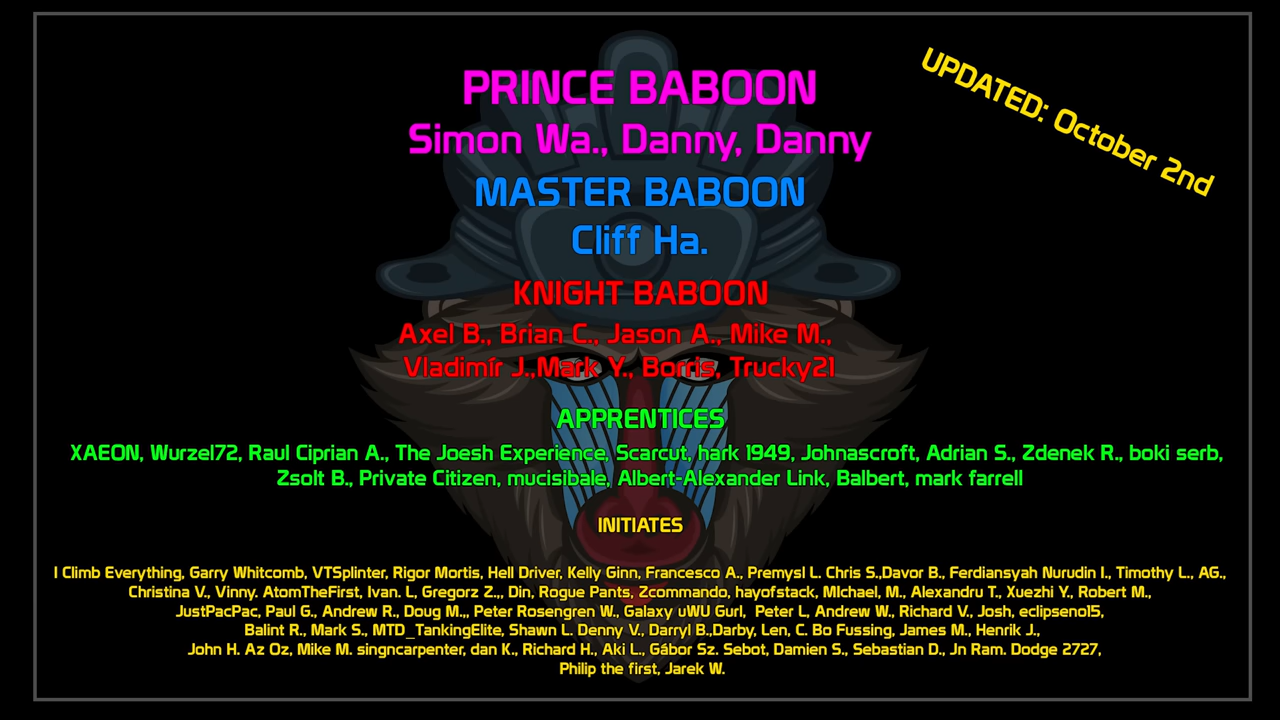 PRINCE BABOON
UPDATED: October 2nd
Simon Wa., Danny, Danny
MASTER BABOON
Cliff Ha.
KNIGHT BABOON
Axel B., Brian C., Jason A., Mike M.,
Vladimír J.,Mark Y., Borris, Trucky21
APPRENTICES
XAEON, Wurzel72, Raul Ciprian A., The Joesh Experience, Scarcut, hark 1949, Johnascroft, Adrian S., Zdenek R., boki serb,
Zsolt B., Private Citizen, mucisibale, Albert-Alexander Link, Balbert, mark farrell
INITIATES
I Climb Everything, Garry Whitcomb, VTSplinter, Rigor Mortis, Hell Driver, Kelly Ginn, Francesco A., Premysl L. Chris S.,Davor B., Ferdiansyah Nurudin I., Timothy L., AG.,
Christina V., Vinny. AtomTheFirst, Ivan. L, Gregorz Z.,, Din, Rogue Pants, Zcommando, hayofstack, MIchael, M., Alexandru T., Xuezhi Y., Robert M.,
JustPacPac, Paul G., Andrew R., Doug M.,, Peter Rosengren W., Galaxy uWU Gurl, Peter L, Andrew W., Richard V., Josh, eclipseno15,
Balint R., Mark S., MTD_TankingElite, Shawn L. Denny V., Darryl B.,Darby, Len, C. Bo Fussing, James M., Henrik J.,
John H. Az Oz, Mike M. singncarpenter, dan K., Richard H., Aki L., Gábor Sz. Sebot, Damien S., Sebastian D., Jn Ram. Dodge 2727,
Philip the first, Jarek W.